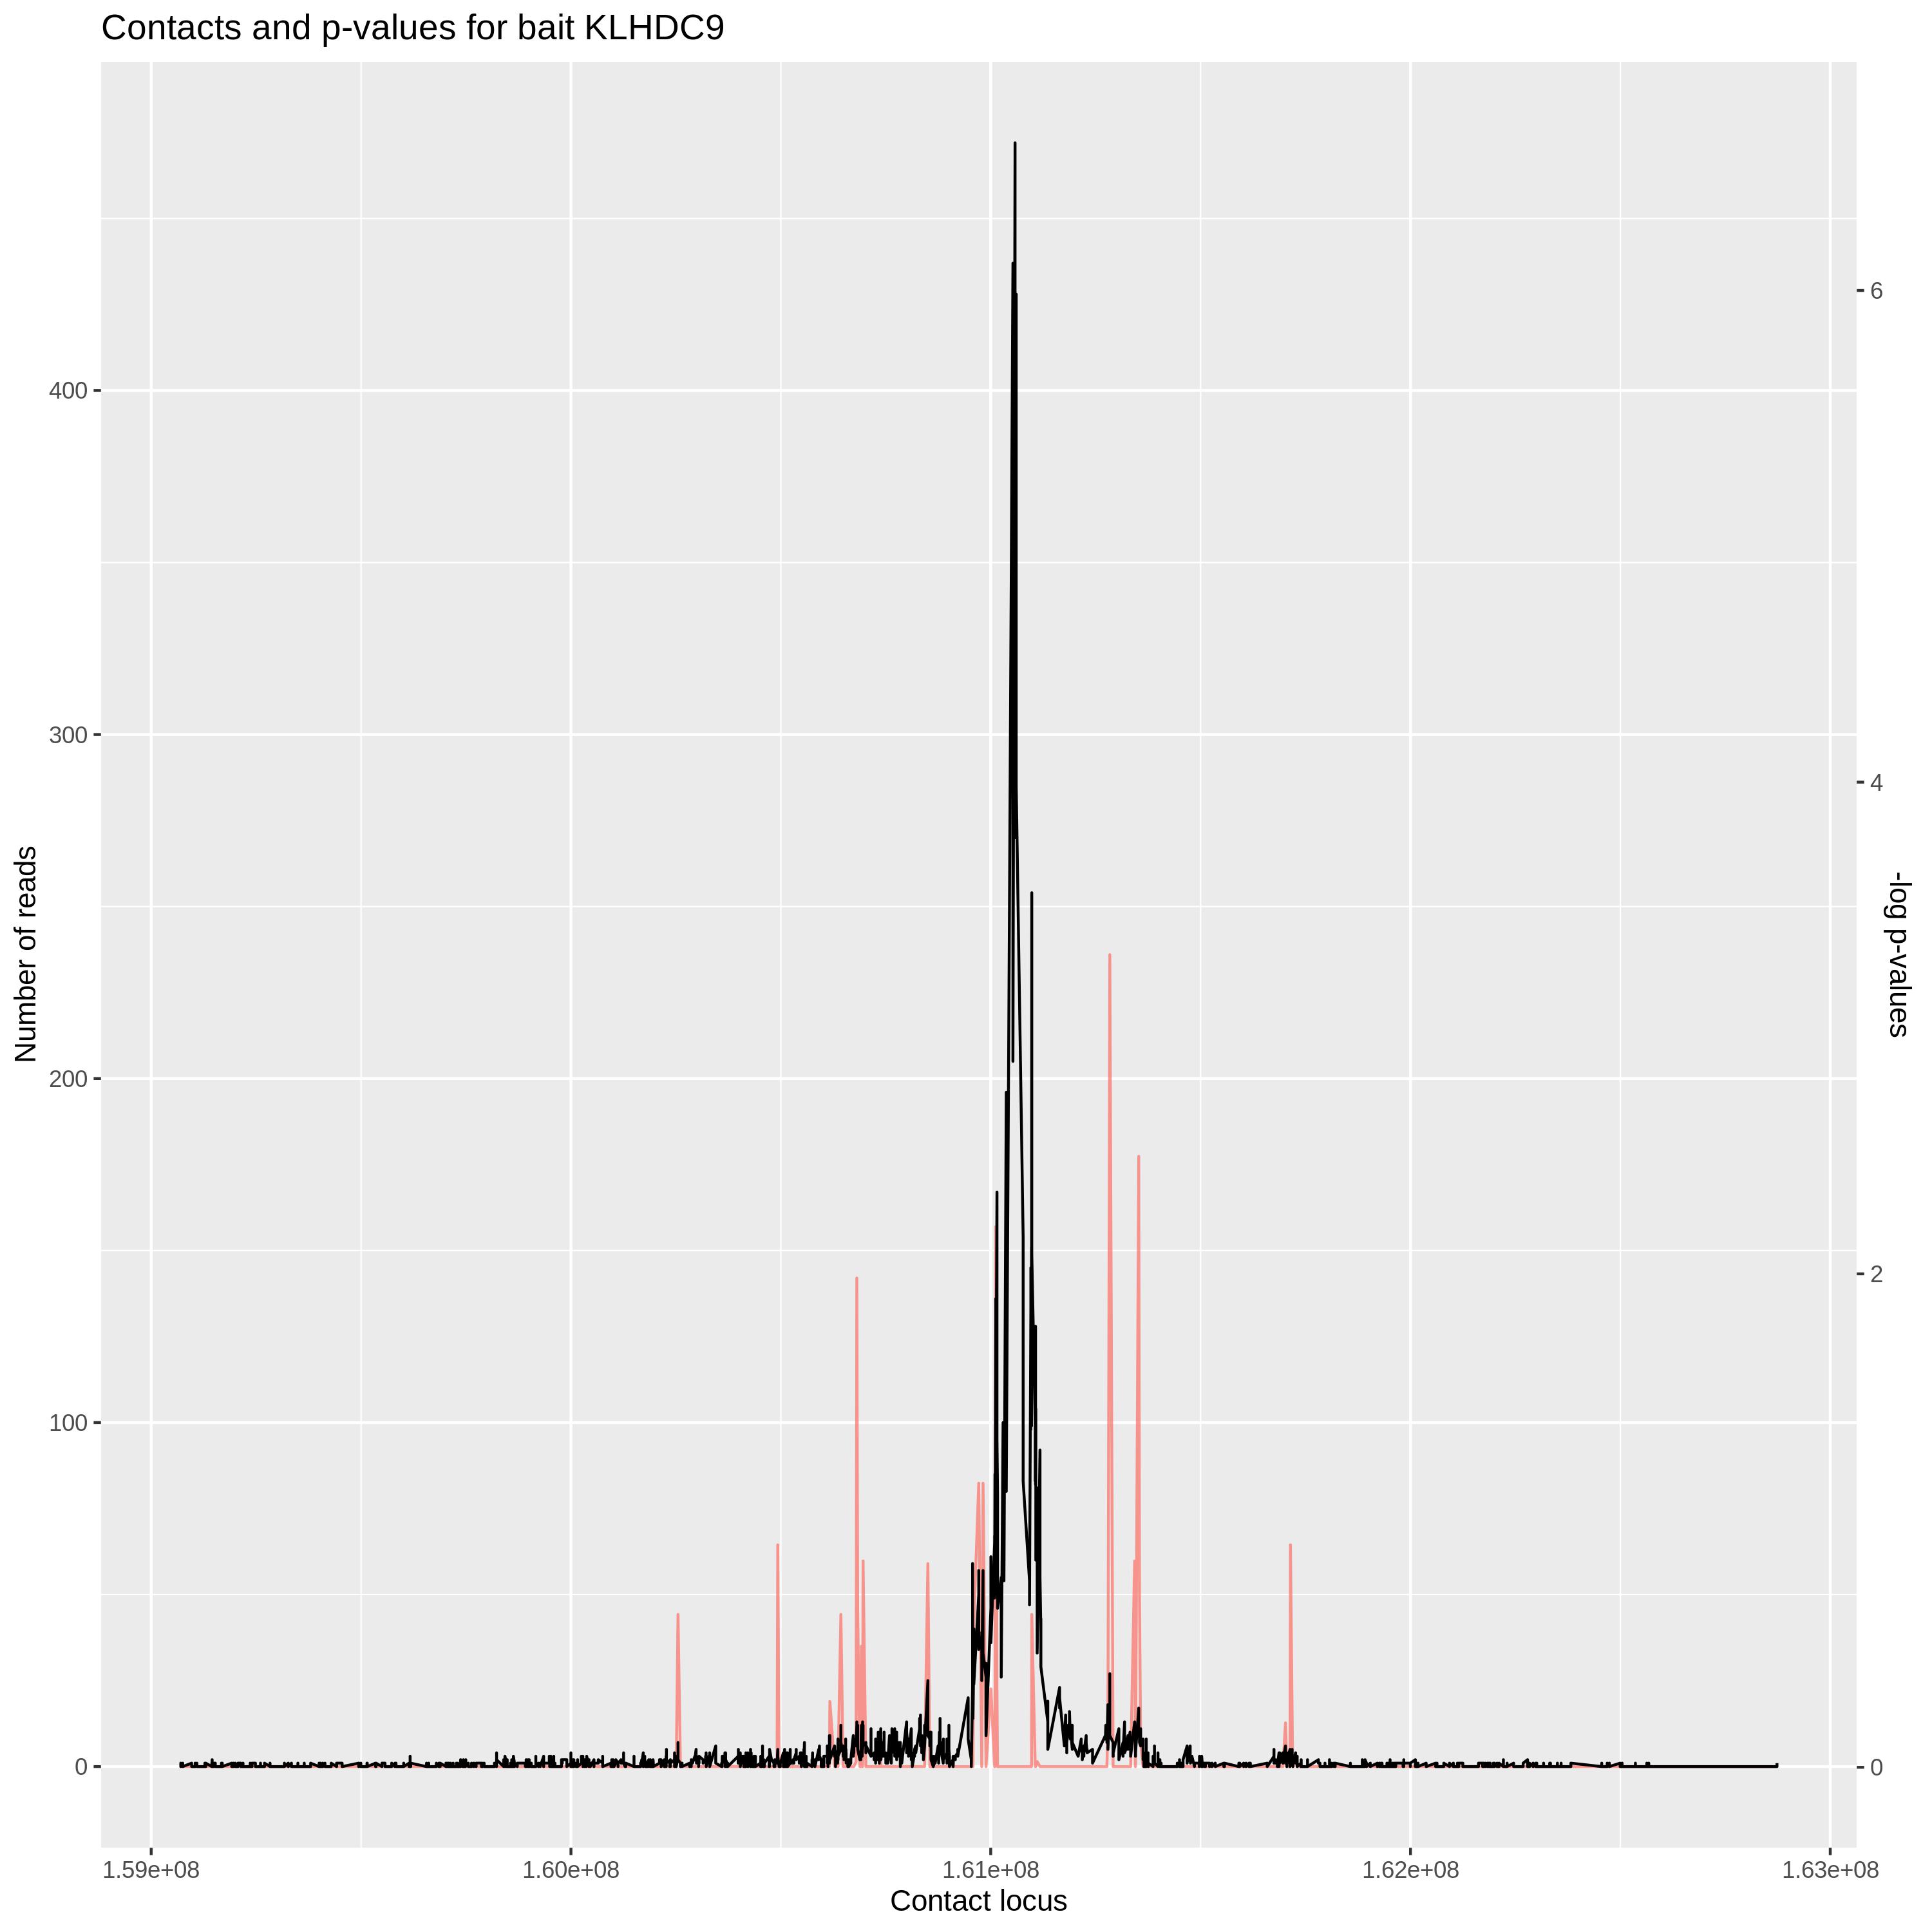 Contacts and p-values for bait KLHDC9
Number of reads
400
300
200
100
0
6
4
2
0
-log p-values
1.59e+08
1.60e+08
1.61e+08
1.62e+08
1.63e+08
Contact locus